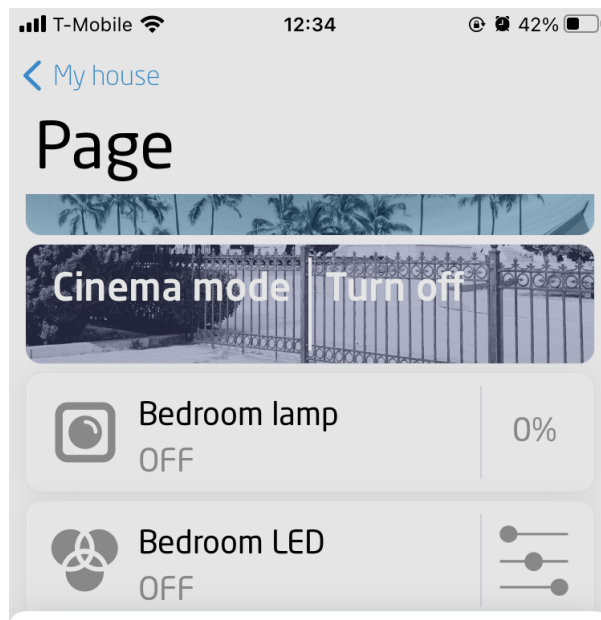 T-Mobile 12:34 42%
My house
Page
Cinema mode Turn off
Bedroom lamp
OFF
0%
Bedroom LED
OFF